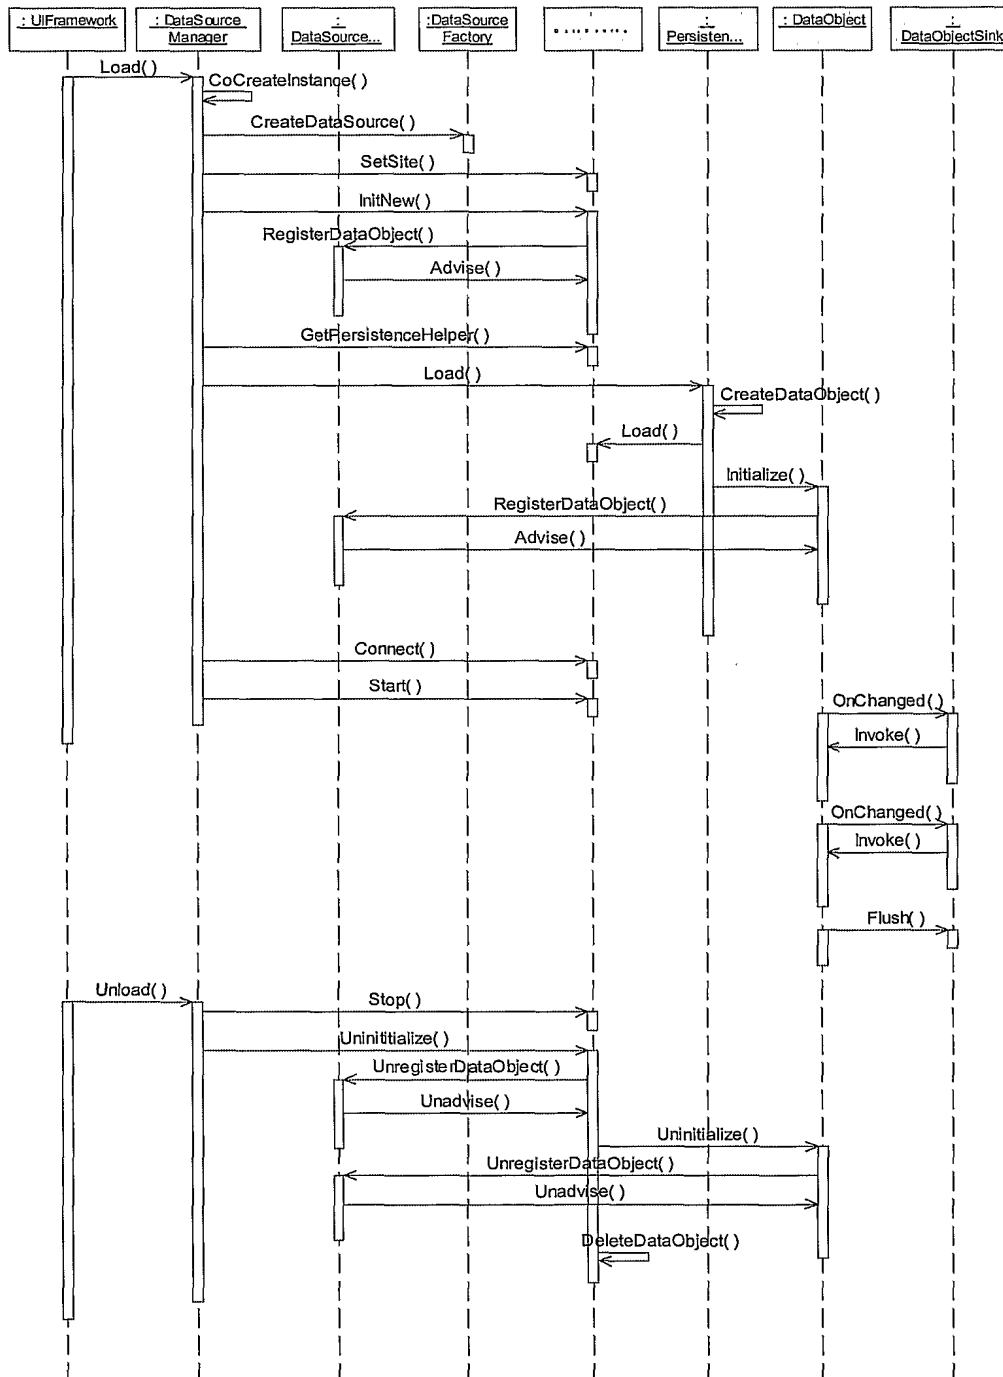 : UIFramework
: DataSource
Manager
:
DataSource...
:DataSource
Factory
:
Persisten...
: DataObject
:
DataObjectSink
Load( )
CoCreateInstance( )
CreateDataSource( )
SetSite( )
InitNew( )
RegisterDataObject( )
Advise( )
GetPersistenceHelper( )
Load( )
CreateDataObject( )
Load( )
Initialize( )
RegisterDataObject( )
Advise( )
Connect( )
Start( )
OnChanged( )
Invoke( )
OnChanged( )
Invoke( )
Flush( )
Unload( )
Stop( )
Uninititialize( )
UnregisterDataObject( )
Unadvise( )
Uninitialize( )
UnregisterDataObject( )
Unadvise( )
DeleteDataObject( )